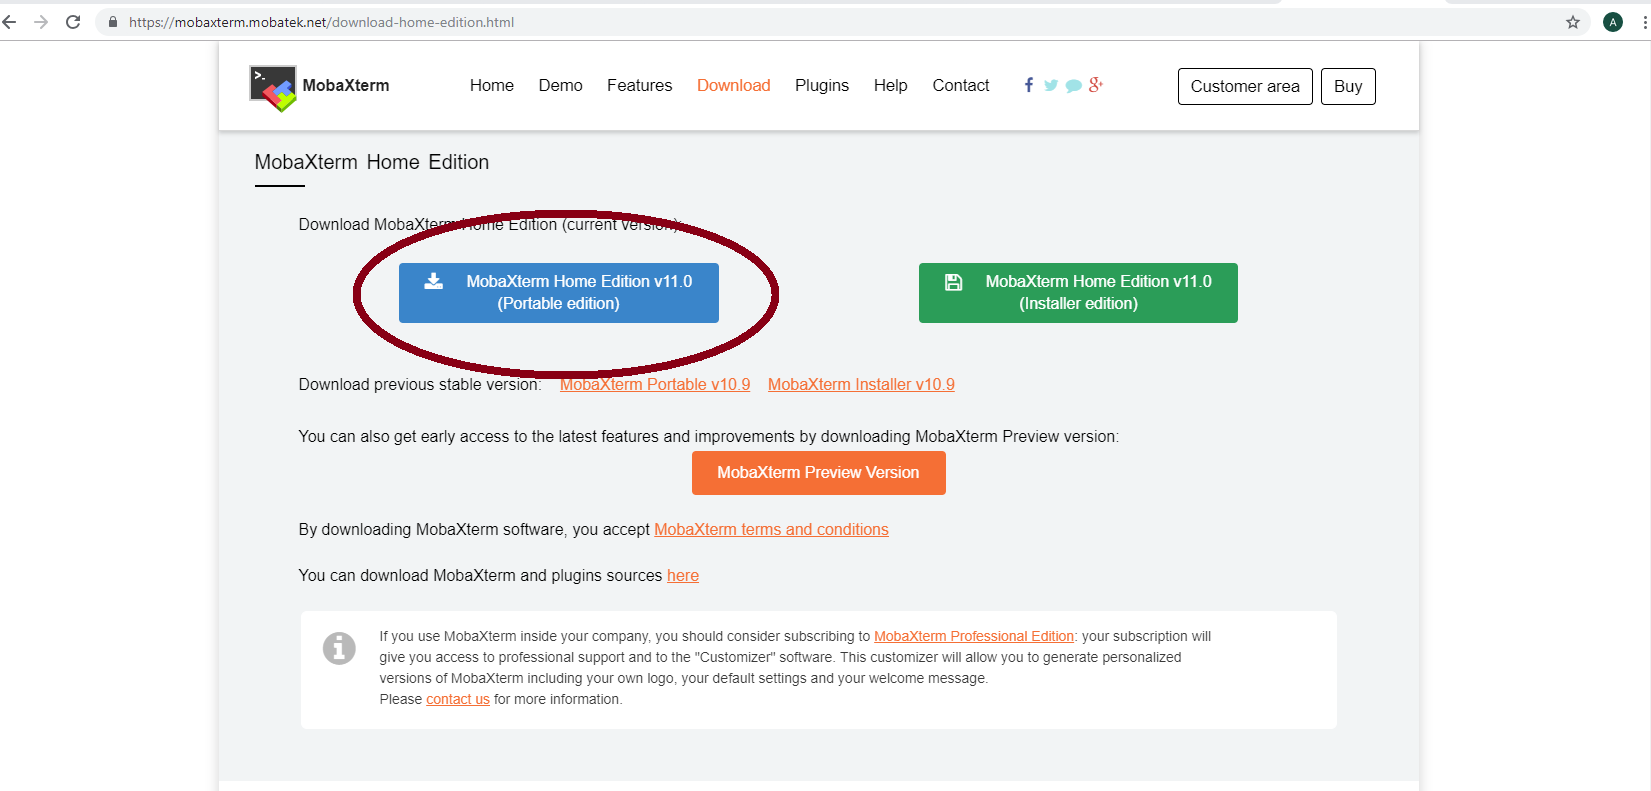 https://mobaxterm.mobatek.net/download-home-edition.html
A
>_
MobaXterm
Home Demo Features Download Plugins Help Contact
f
g+
Customer area Buy
MobaXterm Home Edition
Download MobaXterm Home Edition (current version):
MobaXterm Home Edition v11.0
(Portable edition)
MobaXterm Home Edition v11.0
(Installer edition)
Download previous stable version: MobaXterm Portable v10.9 MobaXterm Installer v10.9
You can also get early access to the latest features and improvements by downloading MobaXterm Preview version:
MobaXterm Preview Version
By downloading MobaXterm software, you accept MobaXterm terms and conditions
You can download MobaXterm and plugins sources here
If you use MobaXterm inside your company, you should consider subscribing to MobaXterm Professional Edition: your subscription will
give you access to professional support and to the "Customizer" software. This customizer will allow you to generate personalized
versions of MobaXterm including your own logo, your default settings and your welcome message.
Please contact us for more information.